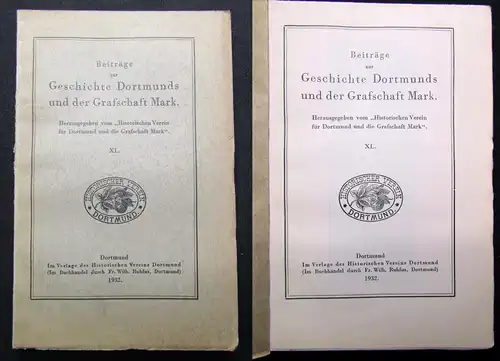 Beiträge
zur
Geschichte Dortmunds
und der Grafschaft Mark.
Herausgegeben vom „Historischen Verein
für Dortmund und die Grafschaft Mark“.
XL.
HISTORISCHER VEREIN
DORTMUND.
Dortmund
Im Verlage des Historischen Vereins Dortmund
(Im Buchhandel durch Fr. Wilh. Ruhfus, Dortmund)
1932.
Beiträge
zur
Geschichte Dortmunds
und der Grafschaft Mark.
Herausgegeben vom „Historischen Verein
für Dortmund und die Grafschaft Mark“.
XL.
HISTORISCHER VEREIN
DORTMUND.
Dortmund
Im Verlage des Historischen Vereins Dortmund
(Im Buchhandel durch Fr. Wilh. Ruhfus, Dortmund)
1932.